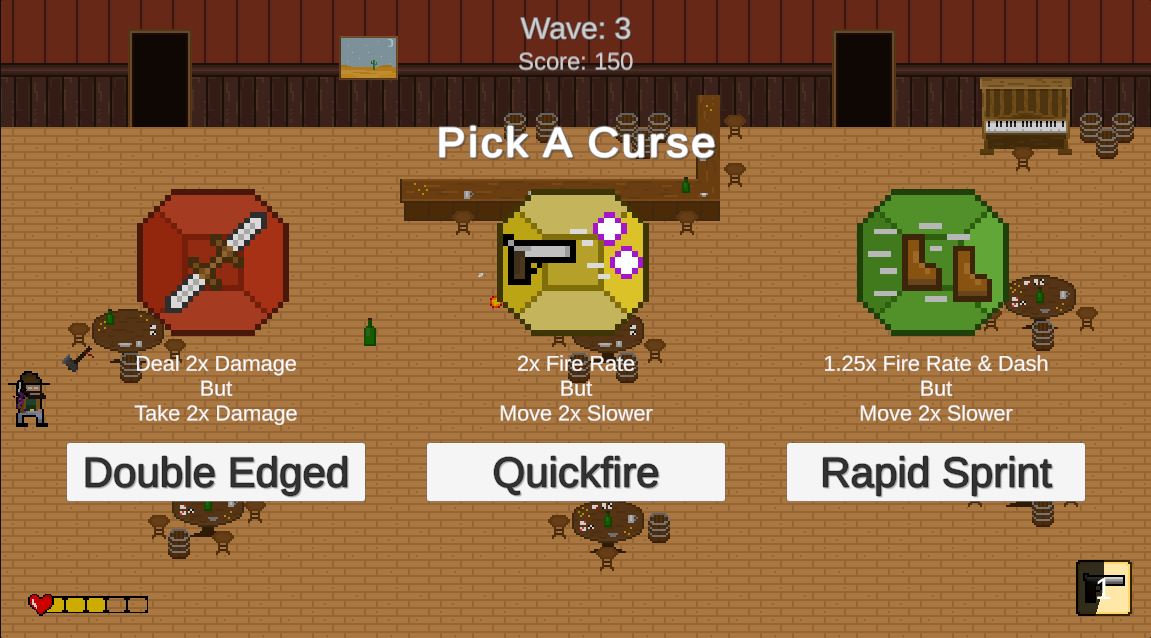 Wave: 3
Score: 150
Pick A Curse
Deal 2x Damage
But
Take 2x Damage
2x Fire Rate
But
Move 2x Slower
1.25x Fire Rate & Dash
But
Move 2x Slower
Double Edged
Quickfire
Rapid Sprint
1